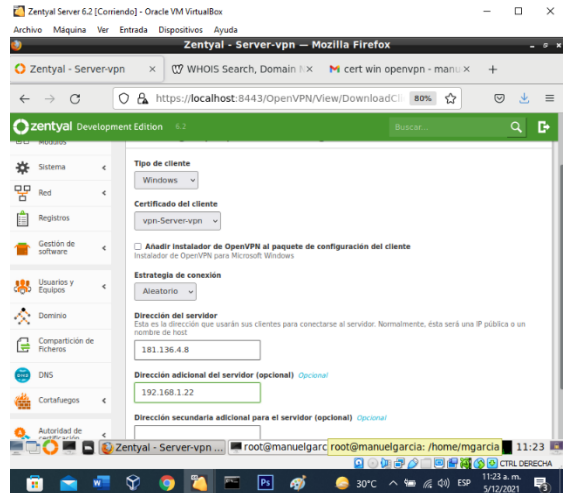 Zentyal Server 6.2 [Corriendo] - Oracle VM VirtualBox
Archivo Máquina Ver Entrada Dispositivos Ayuda
Zentyal - Server-vpn — Mozilla Firefox
Zentyal - Server-vpn
WHOIS Search, Domain
cert win openvpn - manu
https://localhost:8443/OpenVPN/View/DownloadCli
80%
zentyal Development Edition 6.2
Buscar...
Módulos
Sistema
Red
Registros
Gestión de
software
Usuarios y
Equipos
Dominio
Compartición de
Ficheros
DNS
Cortafuegos
Autoridad de
certificación
Tipo de cliente
Windows
Certificado del cliente
vpn-Server-vpn
Añadir instalador de OpenVPN al paquete de configuración del cliente
Instalador de OpenVPN para Microsoft Windows
Estrategia de conexión
Aleatorio
Dirección del servidor
Esta es la dirección que usarán sus clientes para conectarse al servidor. Normalmente, ésta será una IP pública o un
nombre de host
181.136.4.8
Dirección adicional del servidor (opcional) Opcional
192.168.1.22
Dirección secundaria adicional para el servidor (opcional) Opcional
Zentyal - Server-vpn ...
root@manuelgarc
root@manuelgarcia: /home/mgarcia
11:23
CTRL DERECHA
30°C
ESP
11:23 a. m.
5/12/2021